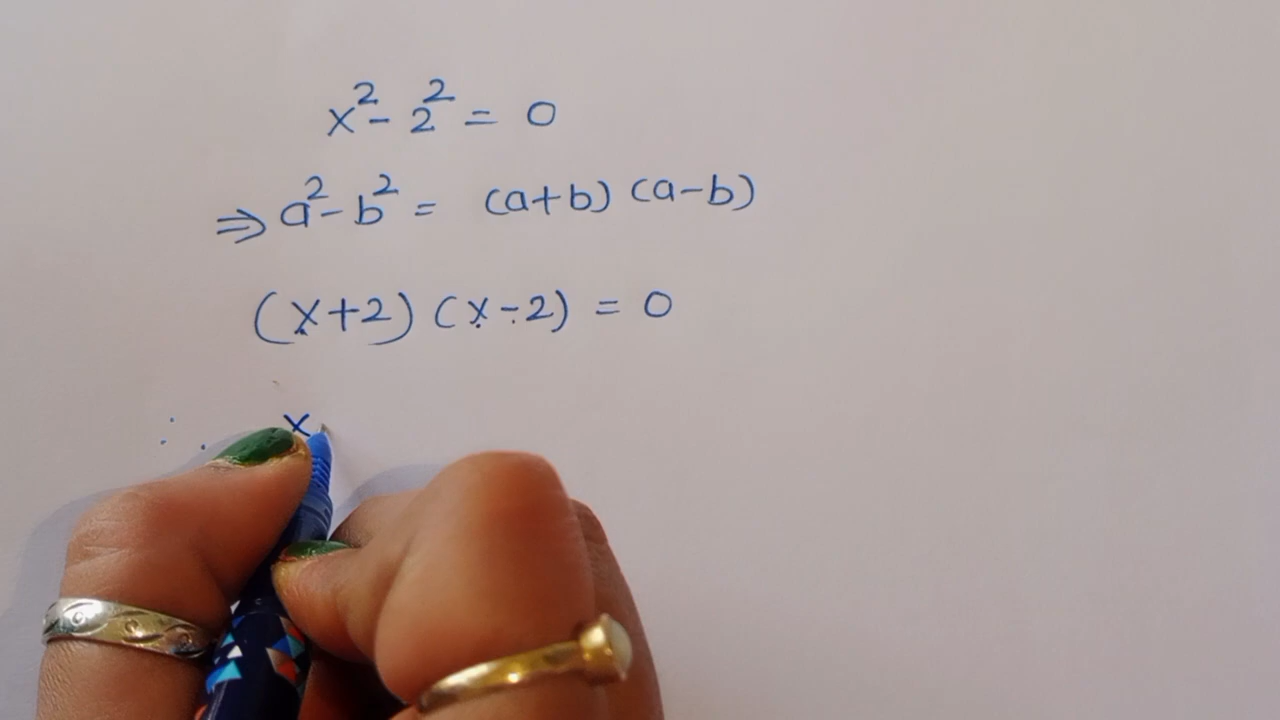 x² - 2² = 0
⇒ a² - b² = (a+b) (a-b)
(x+2) (x-2) = 0
∴ x